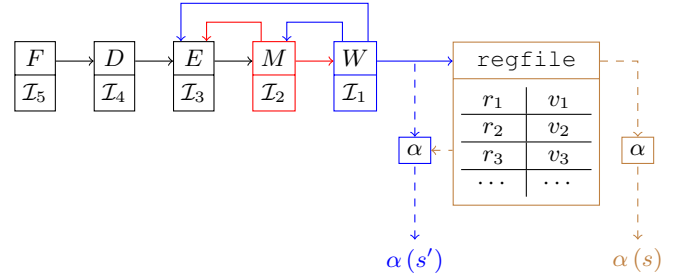 F D E M W regfile
𝓘₅ 𝓘₄ 𝓘₃ 𝓘₂ 𝓘₁
r₁ v₁
r₂ v₂
α r₃ v₃ α
⋯ ⋯
α (s′) α (s)